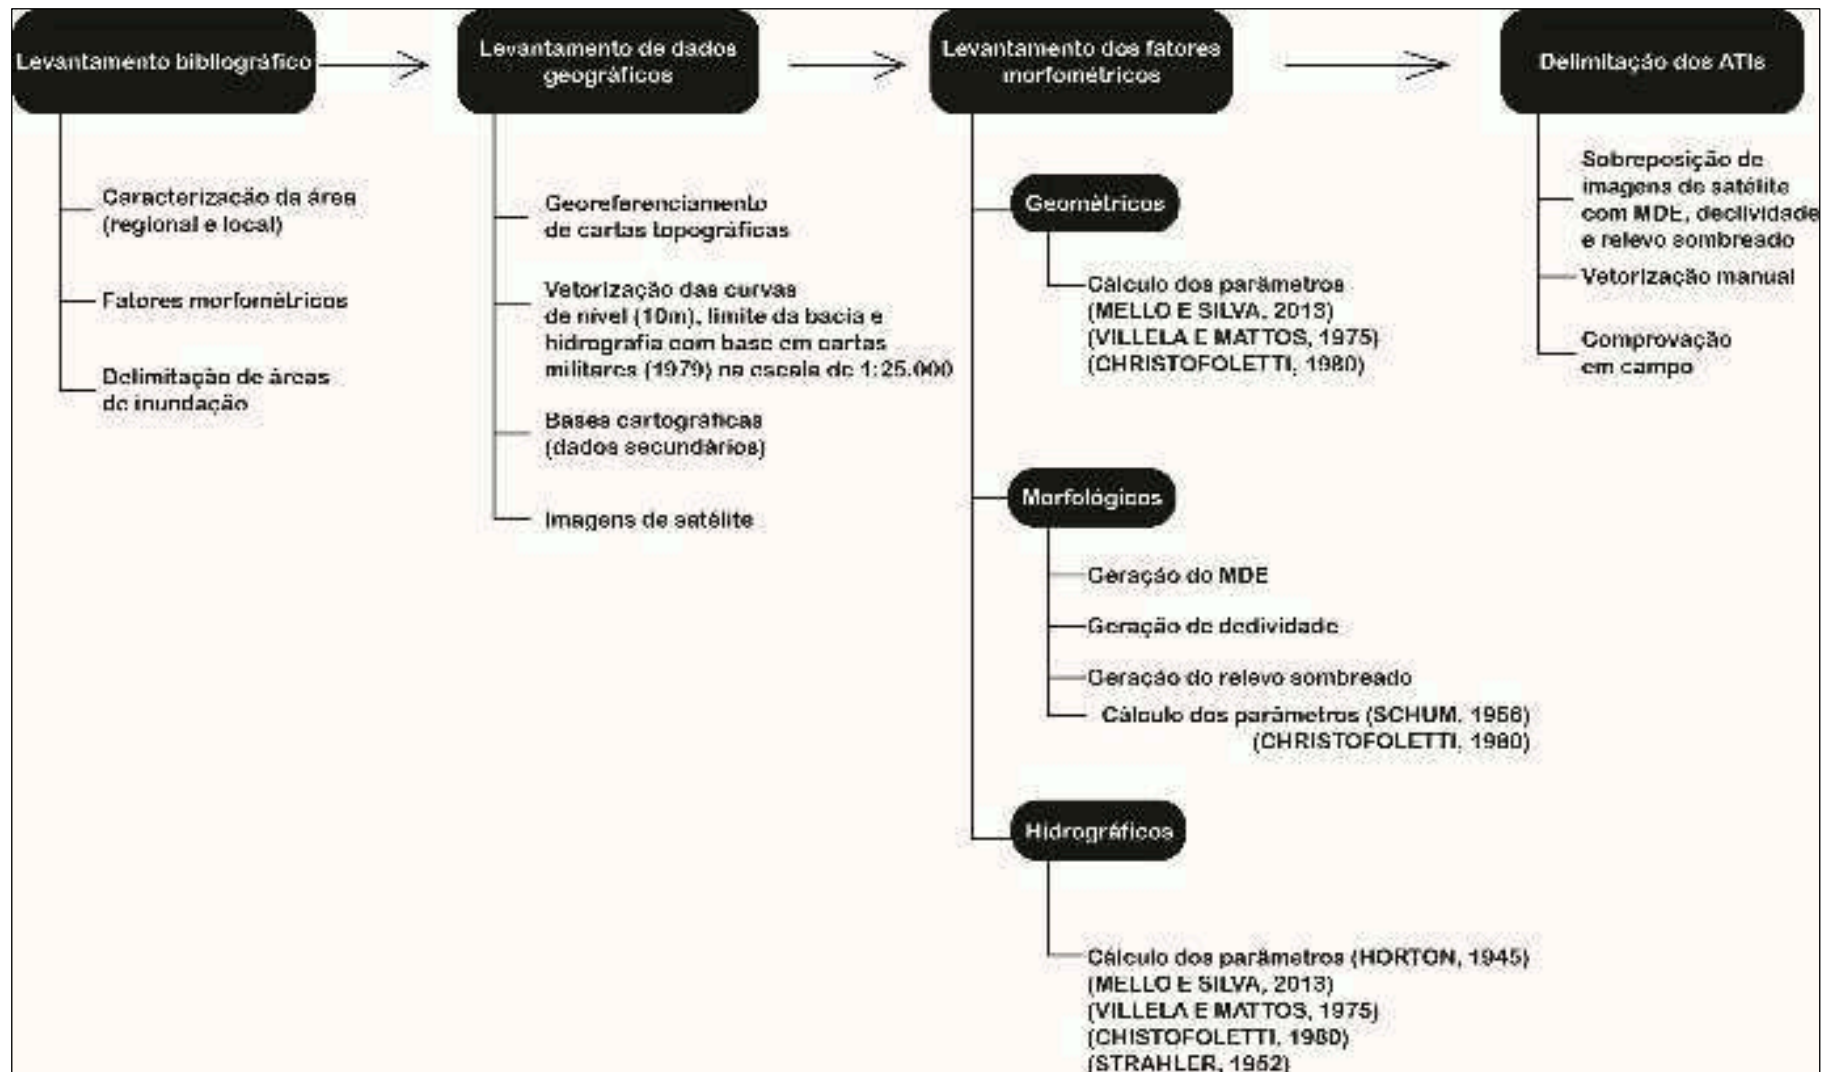 Levantamento bibliográfico
Caracterização da área
(regional e local)
Fatores morfométricos
Delimitação de áreas
de inundação
Levantamento de dados
geográficos
Georeferenciamento
de cartas topográficas
Vetorização das curvas
de nível (10m), limite da bacia e
hidrografia com base em cartas
militares (1979) na escala de 1:25.000
Bases cartográficas
(dados secundários)
Imagens de satélite
Levantamento dos fatores
morfométricos
Geométricos
Cálculo dos parâmetros
(MELLO E SILVA, 2013)
(VILLELA E MATTOS, 1975)
(CHRISTOFOLETTI, 1980)
Morfológicos
Geração do MDE
Geração de declividade
Geração do relevo sombreado
Cálculo dos parâmetros (SCHUM, 1956)
(CHRISTOFOLETTI, 1980)
Hidrográficos
Cálculo dos parâmetros (HORTON, 1945)
(MELLO E SILVA, 2013)
(VILLELA E MATTOS, 1975)
(CHISTOFOLETTI, 1980)
(STRAHLER, 1952)
Delimitação dos ATIs
Sobreposição de
imagens de satélite
com MDE, declividade
e relevo sombreado
Vetorização manual
Comprovação
em campo